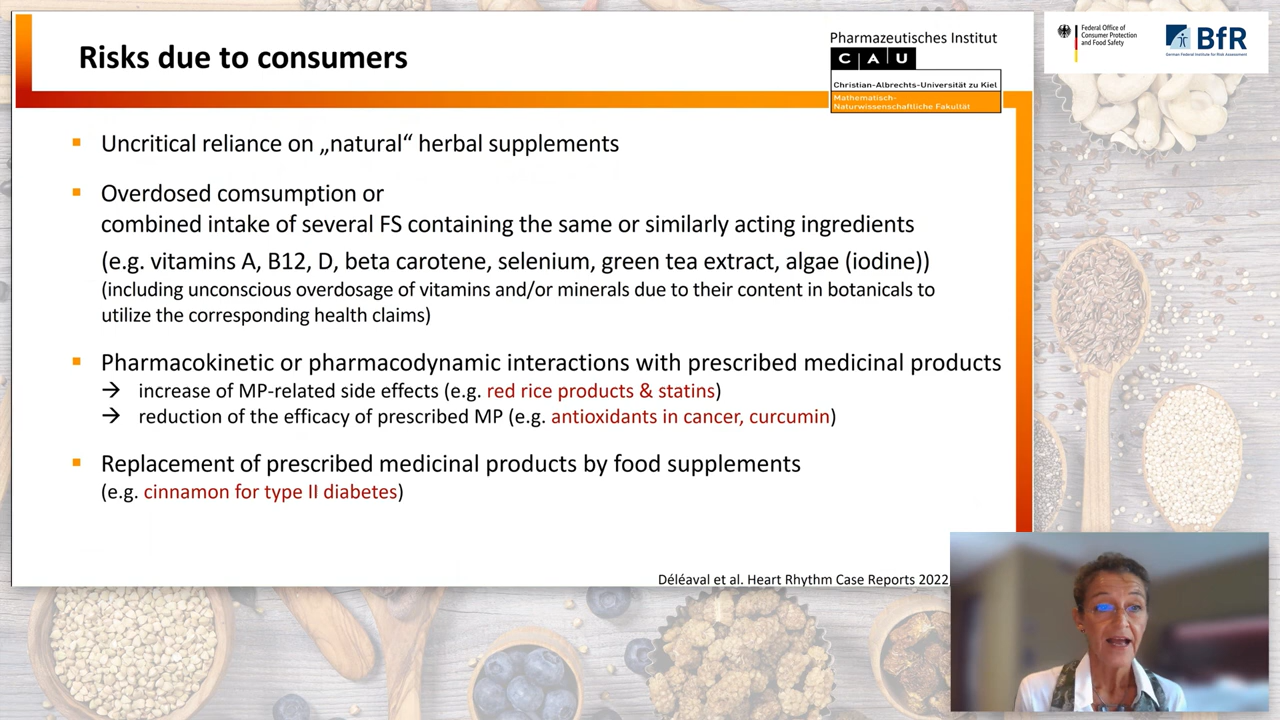 Risks due to consumers
Pharmazeutisches Institut
C A U
Christian-Albrechts-Universität zu Kiel
Mathematisch-
Naturwissenschaftliche Fakultät
Federal Office of
Consumer Protection
and Food Safety
BfR
German Federal Institute for Risk Assessment
▪ Uncritical reliance on „natural“ herbal supplements
▪ Overdosed comsumption or
combined intake of several FS containing the same or similarly acting ingredients
(e.g. vitamins A, B12, D, beta carotene, selenium, green tea extract, algae (iodine))
(including unconscious overdosage of vitamins and/or minerals due to their content in botanicals to
utilize the corresponding health claims)
▪ Pharmacokinetic or pharmacodynamic interactions with prescribed medicinal products
→ increase of MP-related side effects (e.g. red rice products & statins)
→ reduction of the efficacy of prescribed MP (e.g. antioxidants in cancer, curcumin)
▪ Replacement of prescribed medicinal products by food supplements
(e.g. cinnamon for type II diabetes)
Déléaval et al. Heart Rhythm Case Reports 2022